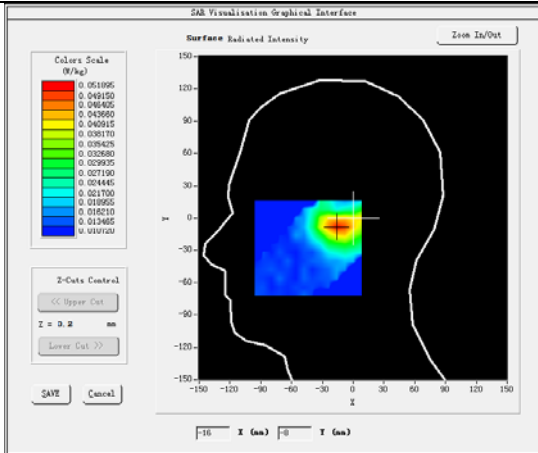 SAR Visualisation Graphical Interface
Surface Radiated Intensity
Zoom In/Out
Colors Scale
(W/kg)
0.051895
0.049150
0.046405
0.043660
0.040915
0.038170
0.035425
0.032680
0.029935
0.027190
0.024445
0.021700
0.018955
0.016210
0.013465
0.010720
150
120
90
60
30
0
-30
-60
-90
-120
-150
Y
-150 -120 -90 -60 -30 0 30 60 90 120 150
X
Z-Cuts Control
<< Upper Cut
Z = 0.2 mm
Lower Cut >>
SAVE Cancel
-16 X (mm) -8 Y (mm)